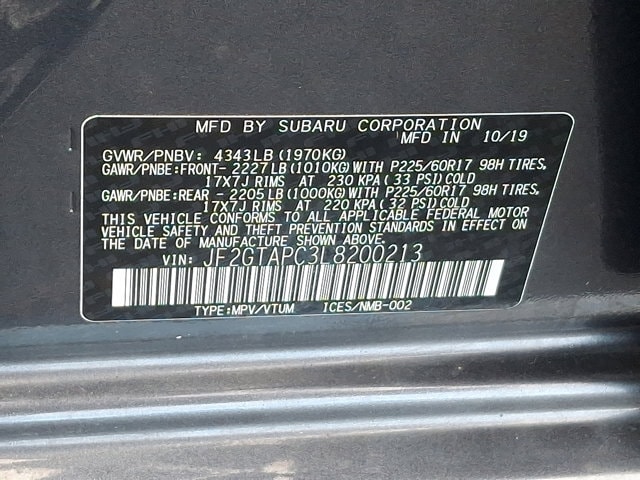 MFD BY SUBARU CORPORATION
MFD IN 10/19
GVWR/PNBV: 4343LB(1970KG)
GAWR/PNBE:FRONT- 2227LB(1010KG)WITH P225/60R17 98H TIRES,
17X7J RIMS AT 230 KPA(33 PSI)COLD
GAWR/PNBE:REAR - 2205LB(1000KG)WITH P225/60R17 98H TIRES,
17X7J RIMS AT 220 KPA(32 PSI)COLD
THIS VEHICLE CONFORMS TO ALL APPLICABLE FEDERAL MOTOR
VEHICLE SAFETY AND THEFT PREVENTION STANDARDS IN EFFECT ON
THE DATE OF MANUFACTURE SHOWN ABOVE.
VIN: JF2GTAPC3L8200213
TYPE:MPV/VTUM ICES/NMB-002